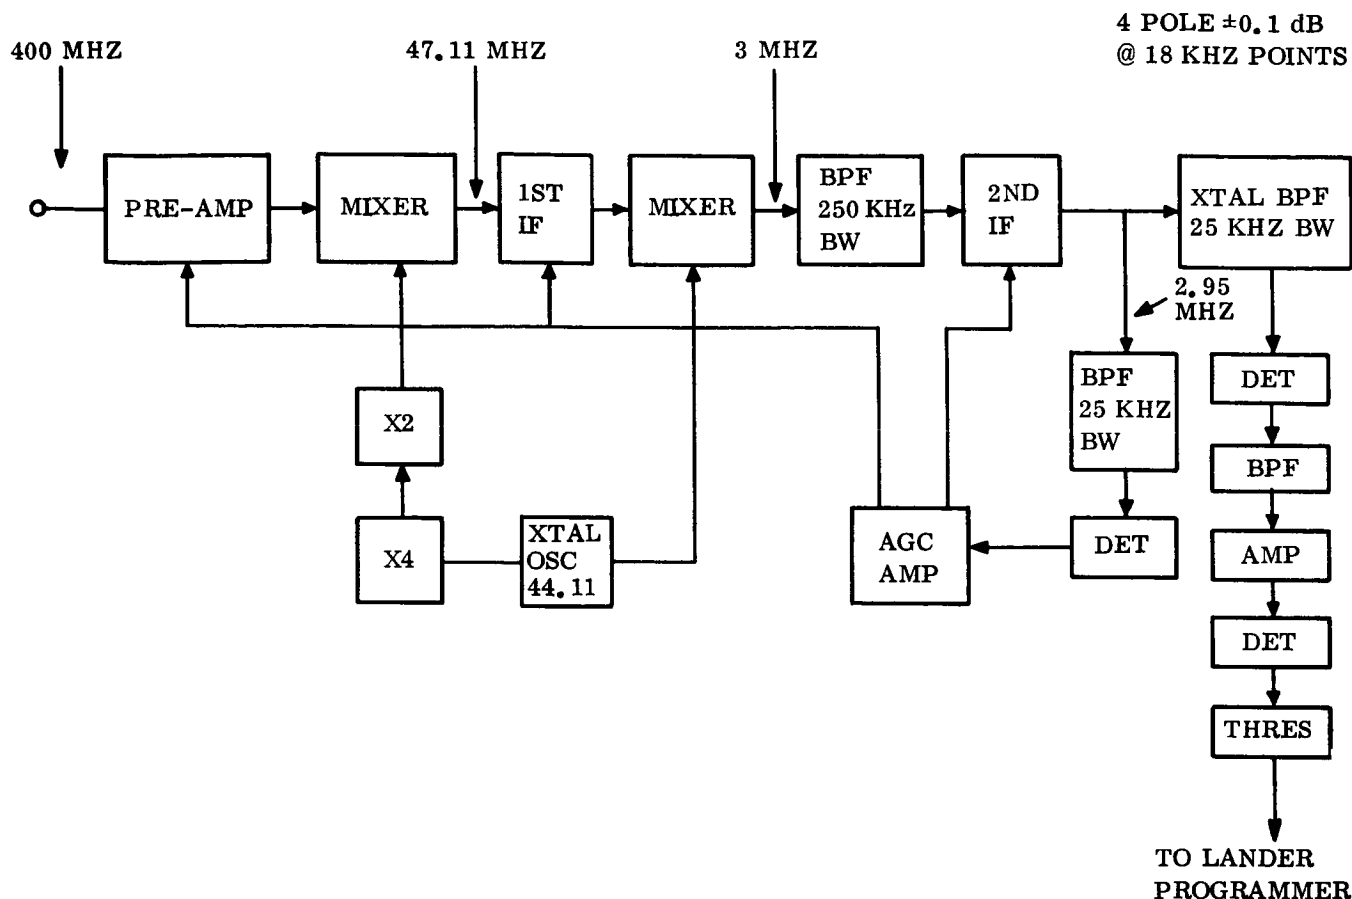 4 POLE ±0.1 dB
@ 18 KHZ POINTS
400 MHZ
47.11 MHZ
3 MHZ
PRE-AMP
MIXER
1ST
IF
MIXER
BPF
250 KHz
BW
2ND
IF
XTAL BPF
25 KHZ BW
2.95
MHZ
X2
BPF
25 KHZ
BW
DET
BPF
X4
XTAL
OSC
44.11
AGC
AMP
DET
AMP
DET
THRES
TO LANDER
PROGRAMMER